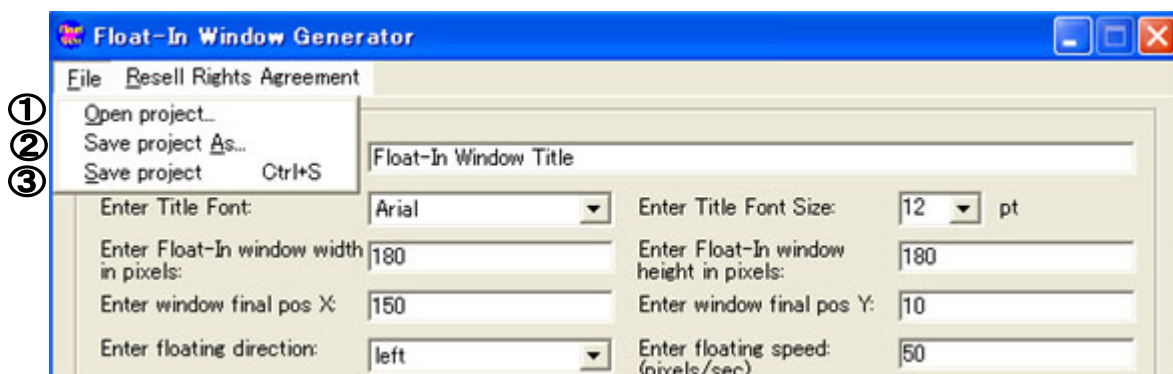 Float-In Window Generator
File Resell Rights Agreement
① Open project...
② Save project As...
③ Save project Ctrl+S
Float-In Window Title
Enter Title Font: Arial Enter Title Font Size: 12 pt
Enter Float-In window width 180 Enter Float-In window 180
in pixels: height in pixels:
Enter window final pos X: 150 Enter window final pos Y: 10
Enter floating direction: left Enter floating speed: 50
(pixels/sec)